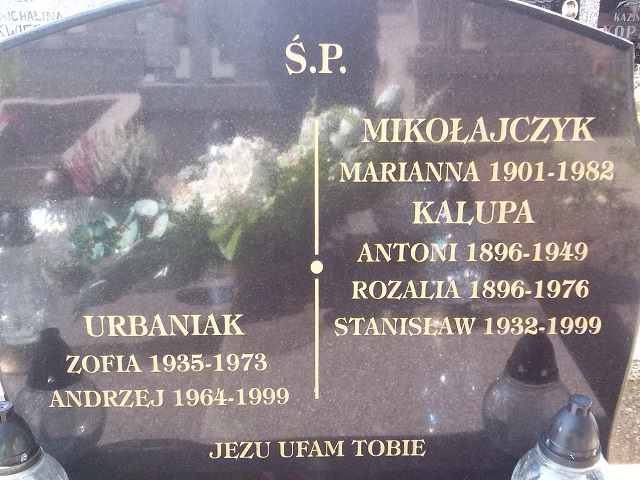 MICHALINA
Ś.P.
MIKOŁAJCZYK
MARIANNA 1901-1982
KALUPA
ANTONI 1896-1949
ROZALIA 1896-1976
STANISŁAW 1932-1999
URBANIAK
ZOFIA 1935-1973
ANDRZEJ 1964-1999
JEZU UFAM TOBIE